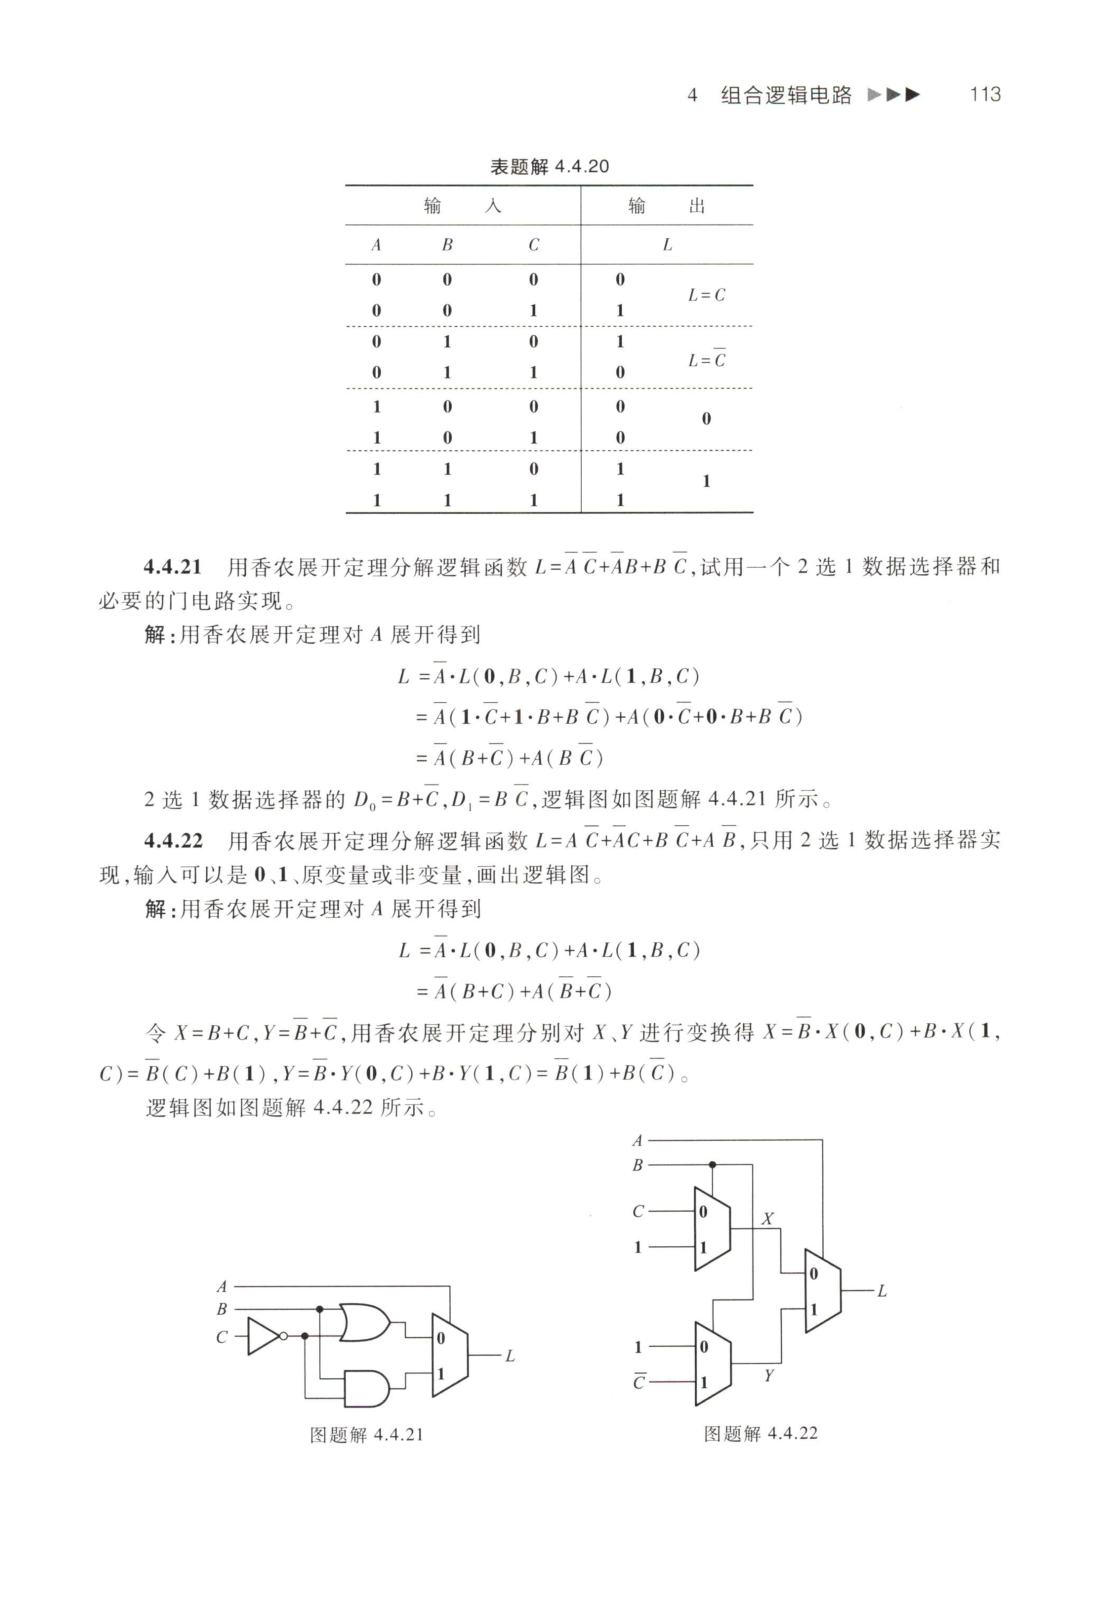 4 组合逻辑电路 ▶▶▶ 113
表题解 4.4.20
输 入 输 出
A B C L
0 0 0 0
L=C
0 0 1 1
0 1 0 1
L=C̅
0 1 1 0
1 0 0 0
0
1 0 1 0
1 1 0 1
1
1 1 1 1
4.4.21 用香农展开定理分解逻辑函数 L=A̅ C̅+A̅B+B C̅,试用一个 2 选 1 数据选择器和
必要的门电路实现。
解:用香农展开定理对 A 展开得到
L =A̅·L(0,B,C)+A·L(1,B,C)
=A̅(1·C̅+1·B+B C̅)+A(0·C̅+0·B+B C̅)
=A̅(B+C̅)+A(B C̅)
2 选 1 数据选择器的 D₀=B+C̅,D₁=B C̅,逻辑图如图题解 4.4.21 所示。
4.4.22 用香农展开定理分解逻辑函数 L=A C̅+A̅C+B C̅+A B̅,只用 2 选 1 数据选择器实
现,输入可以是 0、1、原变量或非变量,画出逻辑图。
解:用香农展开定理对 A 展开得到
L =A̅·L(0,B,C)+A·L(1,B,C)
=A̅(B+C)+A(B̅+C̅)
令 X=B+C,Y=B̅+C̅,用香农展开定理分别对 X、Y 进行变换得 X=B̅·X(0,C)+B·X(1,
C)=B̅(C)+B(1),Y=B̅·Y(0,C)+B·Y(1,C)=B̅(1)+B(C̅)。
逻辑图如图题解 4.4.22 所示。
A
B
C
0
1
L
图题解 4.4.21
A
B
C 0
X
1 1
0
L
1
1 0
Y
C̅ 1
图题解 4.4.22